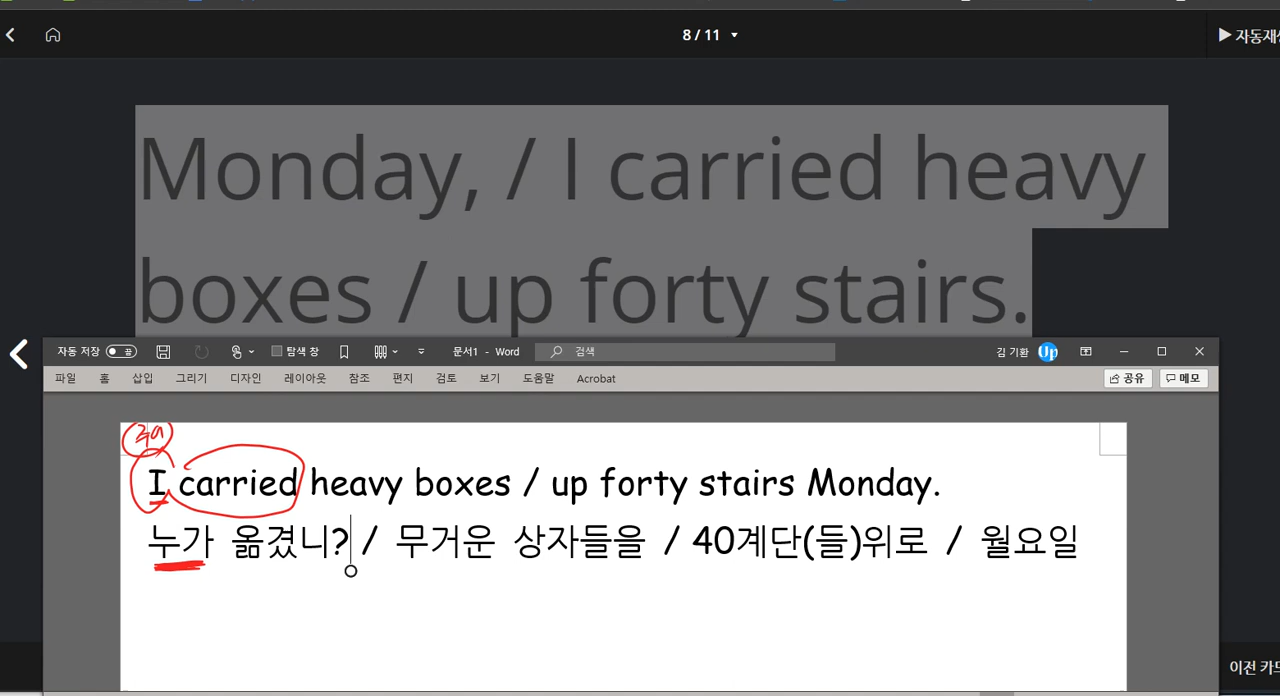 8 / 11
▶ 자동재생
Monday, / I carried heavy
boxes / up forty stairs.
자동 저장 끔 탐색 창 문서1 - Word 검색 김 기환 Up
파일 홈 삽입 그리기 디자인 레이아웃 참조 편지 검토 보기 도움말 Acrobat 공유 메모
주어
I carried heavy boxes / up forty stairs Monday.
누가 옮겼니? / 무거운 상자들을 / 40계단(들)위로 / 월요일
이전 카드